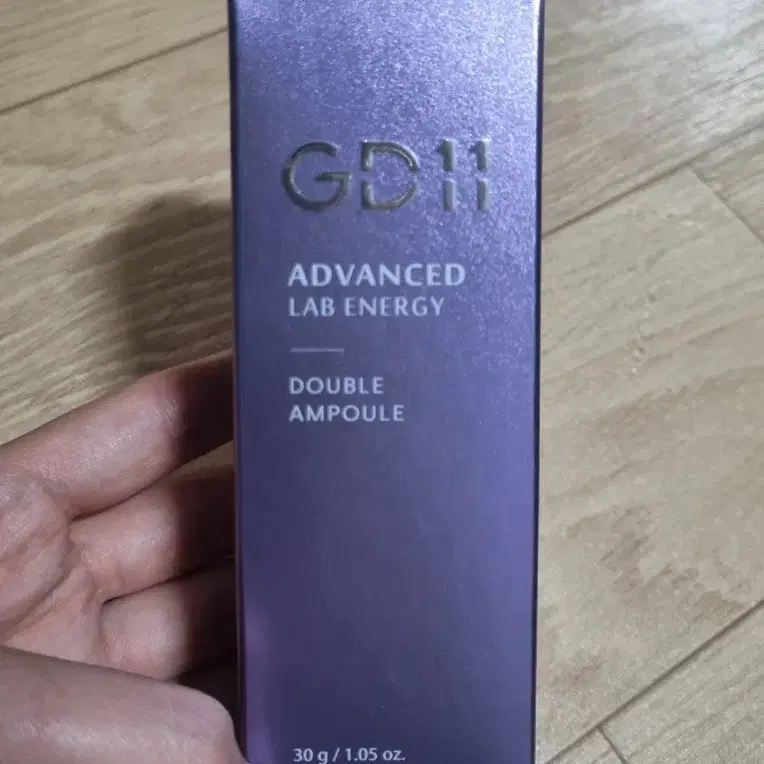 GD11
ADVANCED
LAB ENERGY
DOUBLE
AMPOULE
30 g / 1.05 oz.